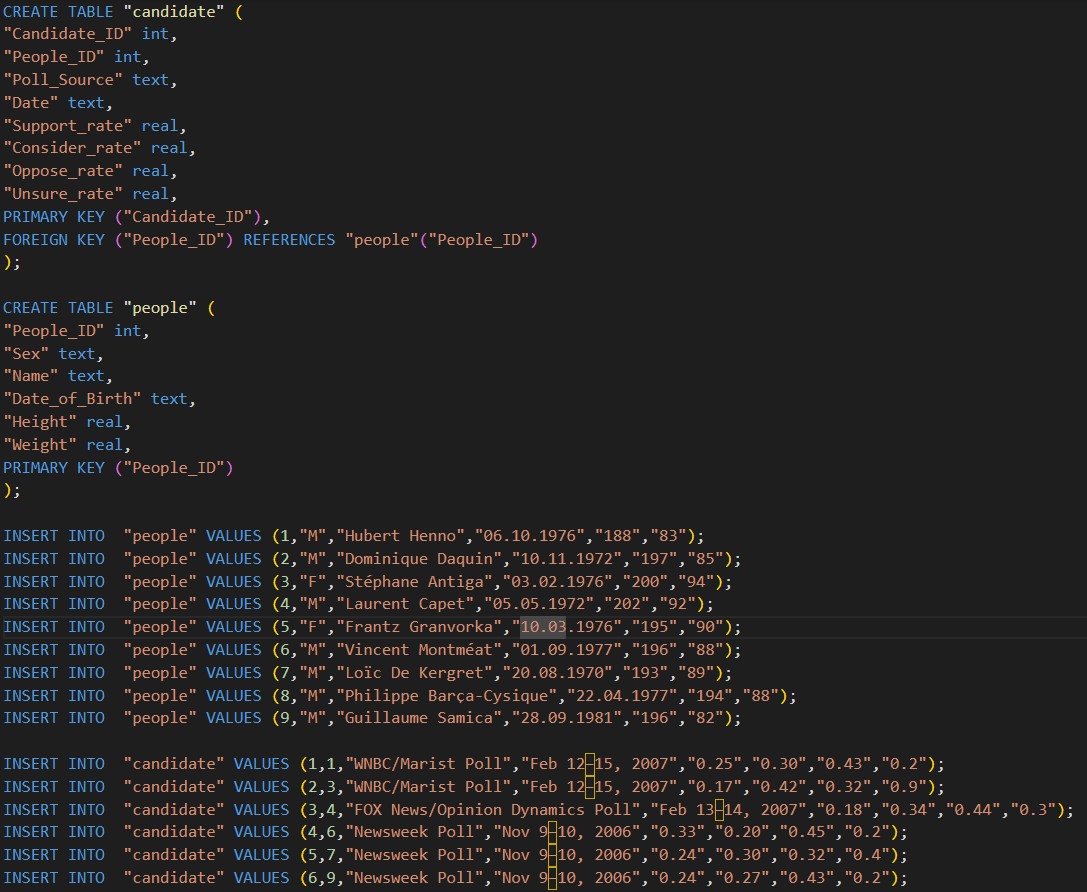 CREATE TABLE "candidate" (
"Candidate_ID" int,
"People_ID" int,
"Poll_Source" text,
"Date" text,
"Support_rate" real,
"Consider_rate" real,
"Oppose_rate" real,
"Unsure_rate" real,
PRIMARY KEY ("Candidate_ID"),
FOREIGN KEY ("People_ID") REFERENCES "people"("People_ID")
);
CREATE TABLE "people" (
"People_ID" int,
"Sex" text,
"Name" text,
"Date_of_Birth" text,
"Height" real,
"Weight" real,
PRIMARY KEY ("People_ID")
);
INSERT INTO  "people" VALUES (1,"M","Hubert Henno","06.10.1976","188","83");
INSERT INTO  "people" VALUES (2,"M","Dominique Daquin","10.11.1972","197","85");
INSERT INTO  "people" VALUES (3,"F","Stéphane Antiga","03.02.1976","200","94");
INSERT INTO  "people" VALUES (4,"M","Laurent Capet","05.05.1972","202","92");
INSERT INTO  "people" VALUES (5,"F","Frantz Granvorka","10.03.1976","195","90");
INSERT INTO  "people" VALUES (6,"M","Vincent Montméat","01.09.1977","196","88");
INSERT INTO  "people" VALUES (7,"M","Loïc De Kergret","20.08.1970","193","89");
INSERT INTO  "people" VALUES (8,"M","Philippe Barça-Cysique","22.04.1977","194","88");
INSERT INTO  "people" VALUES (9,"M","Guillaume Samica","28.09.1981","196","82");
INSERT INTO  "candidate" VALUES (1,1,"WNBC/Marist Poll","Feb 12–15, 2007","0.25","0.30","0.43","0.2");
INSERT INTO  "candidate" VALUES (2,3,"WNBC/Marist Poll","Feb 12–15, 2007","0.17","0.42","0.32","0.9");
INSERT INTO  "candidate" VALUES (3,4,"FOX News/Opinion Dynamics Poll","Feb 13–14, 2007","0.18","0.34","0.44","0.3");
INSERT INTO  "candidate" VALUES (4,6,"Newsweek Poll","Nov 9–10, 2006","0.33","0.20","0.45","0.2");
INSERT INTO  "candidate" VALUES (5,7,"Newsweek Poll","Nov 9–10, 2006","0.24","0.30","0.32","0.4");
INSERT INTO  "candidate" VALUES (6,9,"Newsweek Poll","Nov 9–10, 2006","0.24","0.27","0.43","0.2");